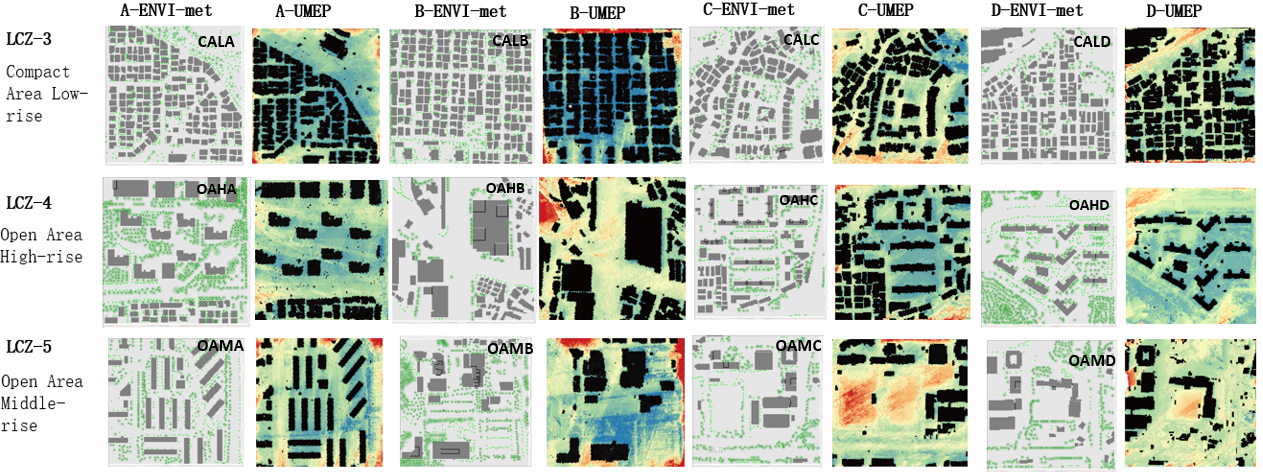 A-ENVI-met A-UMEP B-ENVI-met B-UMEP C-ENVI-met C-UMEP D-ENVI-met D-UMEP
LCZ-3
CALA CALB CALC CALD
Compact
Area Low-
rise
LCZ-4
OAHA OAHB OAHC OAHD
Open Area
High-rise
LCZ-5
OAMA OAMB OAMC OAMD
Open Area
Middle-
rise